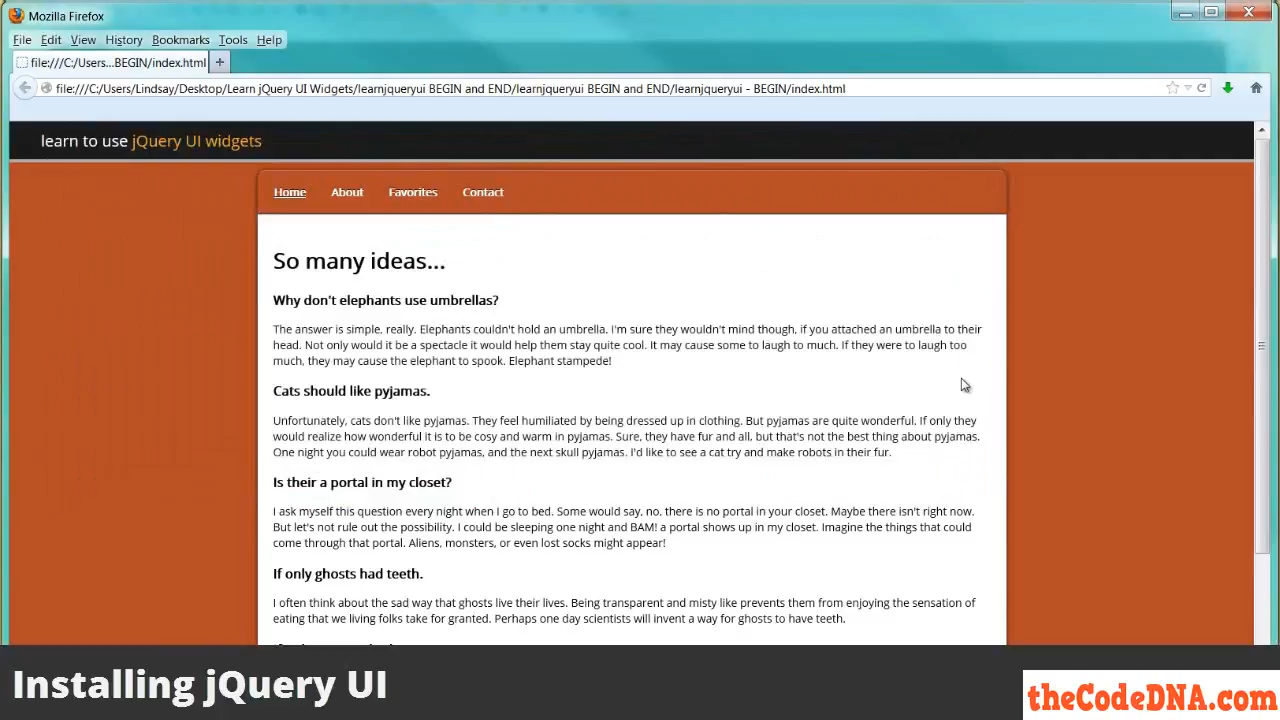 Mozilla Firefox
File Edit View History Bookmarks Tools Help
file:///C:/Users...BEGIN/index.html +
file:///C:/Users/Lindsay/Desktop/Learn jQuery UI Widgets/learnjqueryui BEGIN and END/learnjqueryui BEGIN and END/learnjqueryui - BEGIN/index.html
learn to use jQuery UI widgets
Home About Favorites Contact
So many ideas...
Why don't elephants use umbrellas?
The answer is simple, really. Elephants couldn't hold an umbrella. I'm sure they wouldn't mind though, if you attached an umbrella to their
head. Not only would it be a spectacle it would help them stay quite cool. It may cause some to laugh to much. If they were to laugh too
much, they may cause the elephant to spook. Elephant stampede!
Cats should like pyjamas.
Unfortunately, cats don't like pyjamas. They feel humiliated by being dressed up in clothing. But pyjamas are quite wonderful. If only they
would realize how wonderful it is to be cosy and warm in pyjamas. Sure, they have fur and all, but that's not the best thing about pyjamas.
One night you could wear robot pyjamas, and the next skull pyjamas. I'd like to see a cat try and make robots in their fur.
Is their a portal in my closet?
I ask myself this question every night when I go to bed. Some would say, no, there is no portal in your closet. Maybe there isn't right now.
But let's not rule out the possibility. I could be sleeping one night and BAM! a portal shows up in my closet. Imagine the things that could
come through that portal. Aliens, monsters, or even lost socks might appear!
If only ghosts had teeth.
I often think about the sad way that ghosts live their lives. Being transparent and misty like prevents them from enjoying the sensation of
eating that we living folks take for granted. Perhaps one day scientists will invent a way for ghosts to have teeth.
Installing jQuery UI
theCodeDNA.com